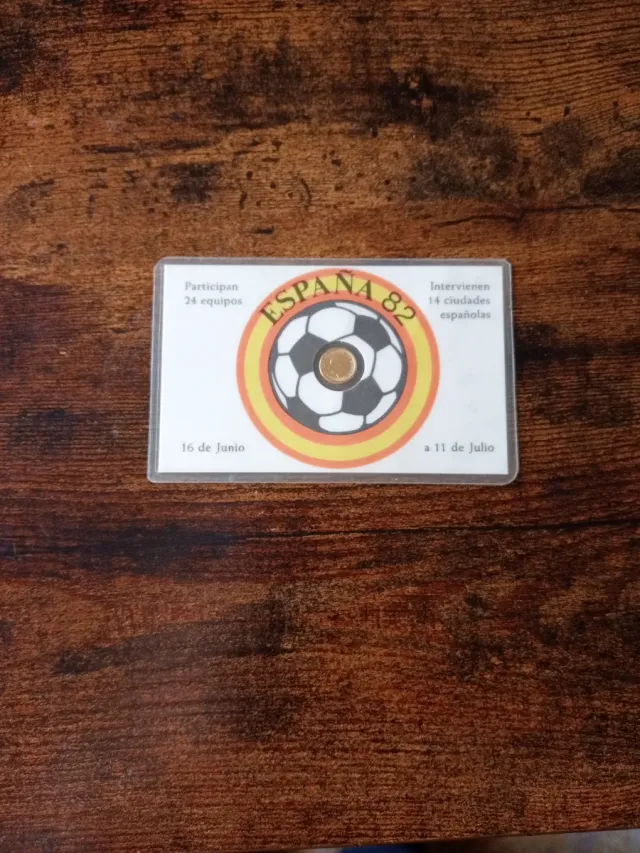 Participan
24 equipos
ESPAÑA 82
Intervienen
14 ciudades
españolas
16 de Junio
a 11 de Julio